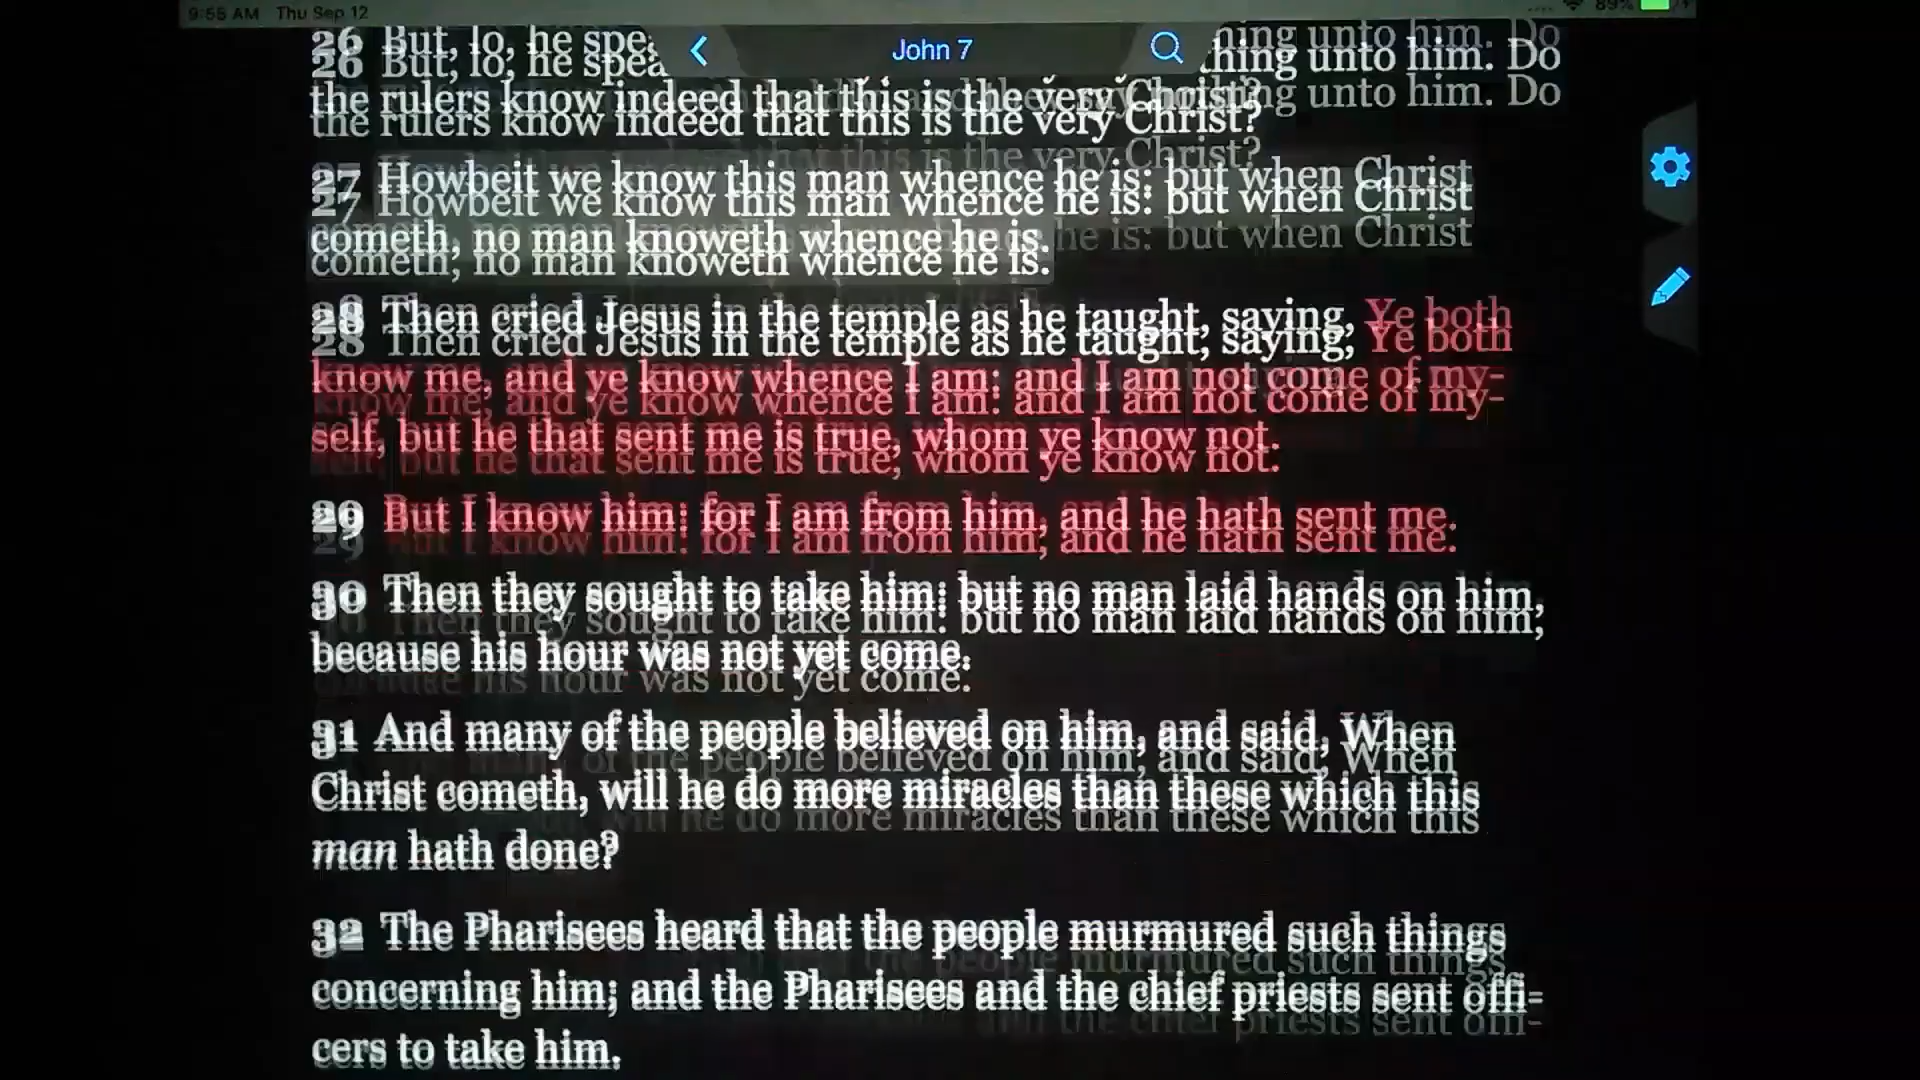 9:55 AM Thu Sep 12
89%
John 7
26 But, lo, he spea hing unto him. Do
the rulers know indeed that this is the very Christ?
27 Howbeit we know this man whence he is: but when Christ
cometh, no man knoweth whence he is.
28 Then cried Jesus in the temple as he taught, saying, Ye both
know me, and ye know whence I am: and I am not come of my-
self, but he that sent me is true, whom ye know not.
29 But I know him: for I am from him, and he hath sent me.
30 Then they sought to take him: but no man laid hands on him,
because his hour was not yet come.
31 And many of the people believed on him, and said, When
Christ cometh, will he do more miracles than these which this
man hath done?
32 The Pharisees heard that the people murmured such things
concerning him; and the Pharisees and the chief priests sent offi-
cers to take him.